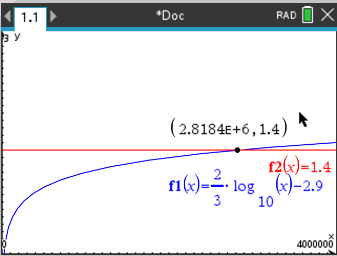 1.1 *Doc RAD
3 y
(2.8184E+6,1.4)
f2(x)=1.4
f1(x)=2/3·log₁₀(x)-2.9
x
0 4000000